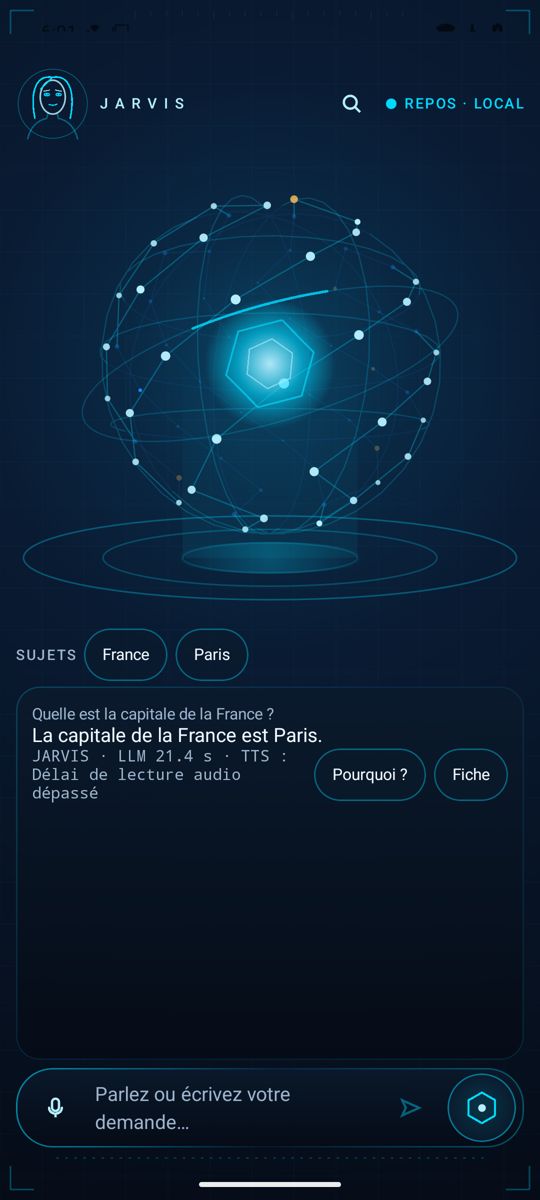 JARVIS
REPOS · LOCAL
SUJETS
France
Paris
Quelle est la capitale de la France ?
La capitale de la France est Paris.
JARVIS · LLM 21.4 s · TTS :
Délai de lecture audio
dépassé
Pourquoi ?
Fiche
Parlez ou écrivez votre
demande…